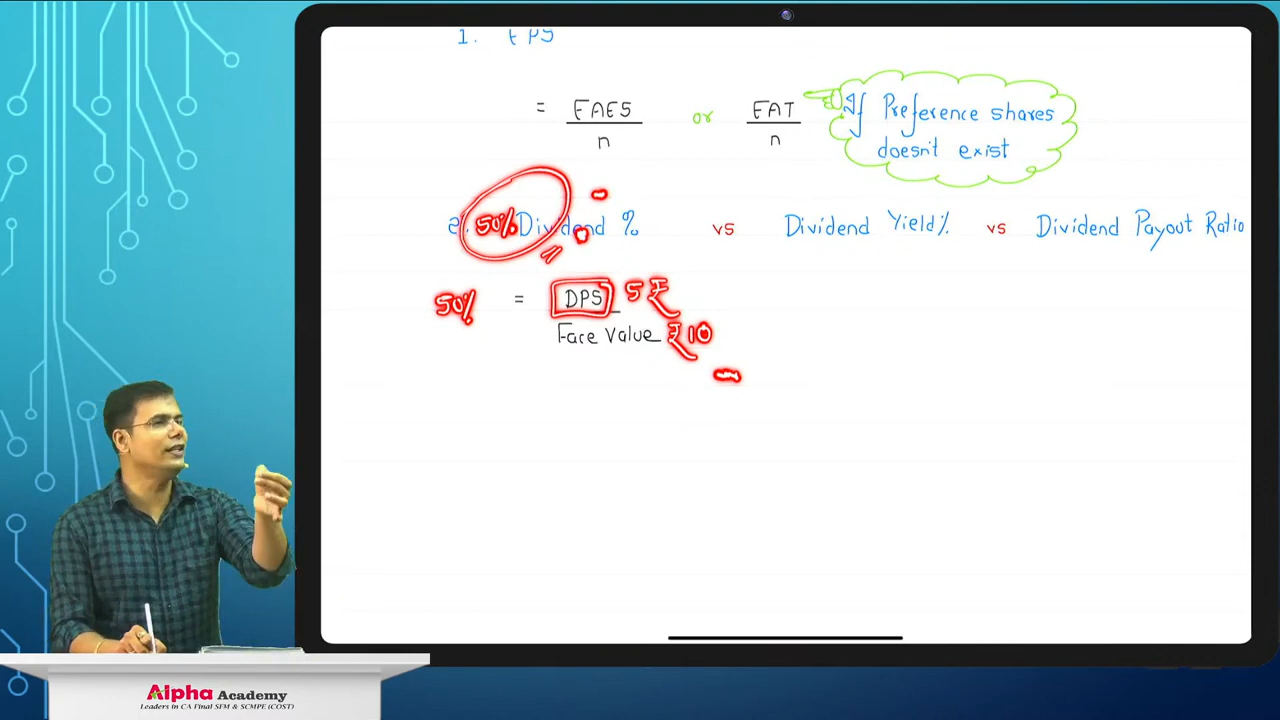 1. EPS
= EAES or EAT If Preference shares
n n doesn't exist
2. 50% Dividend % vs Dividend Yield% vs Dividend Payout Ratio
50% = DPS 5₹
Face Value ₹10
Alpha Academy
Leaders in CA Final SFM & SCMPE (COST)